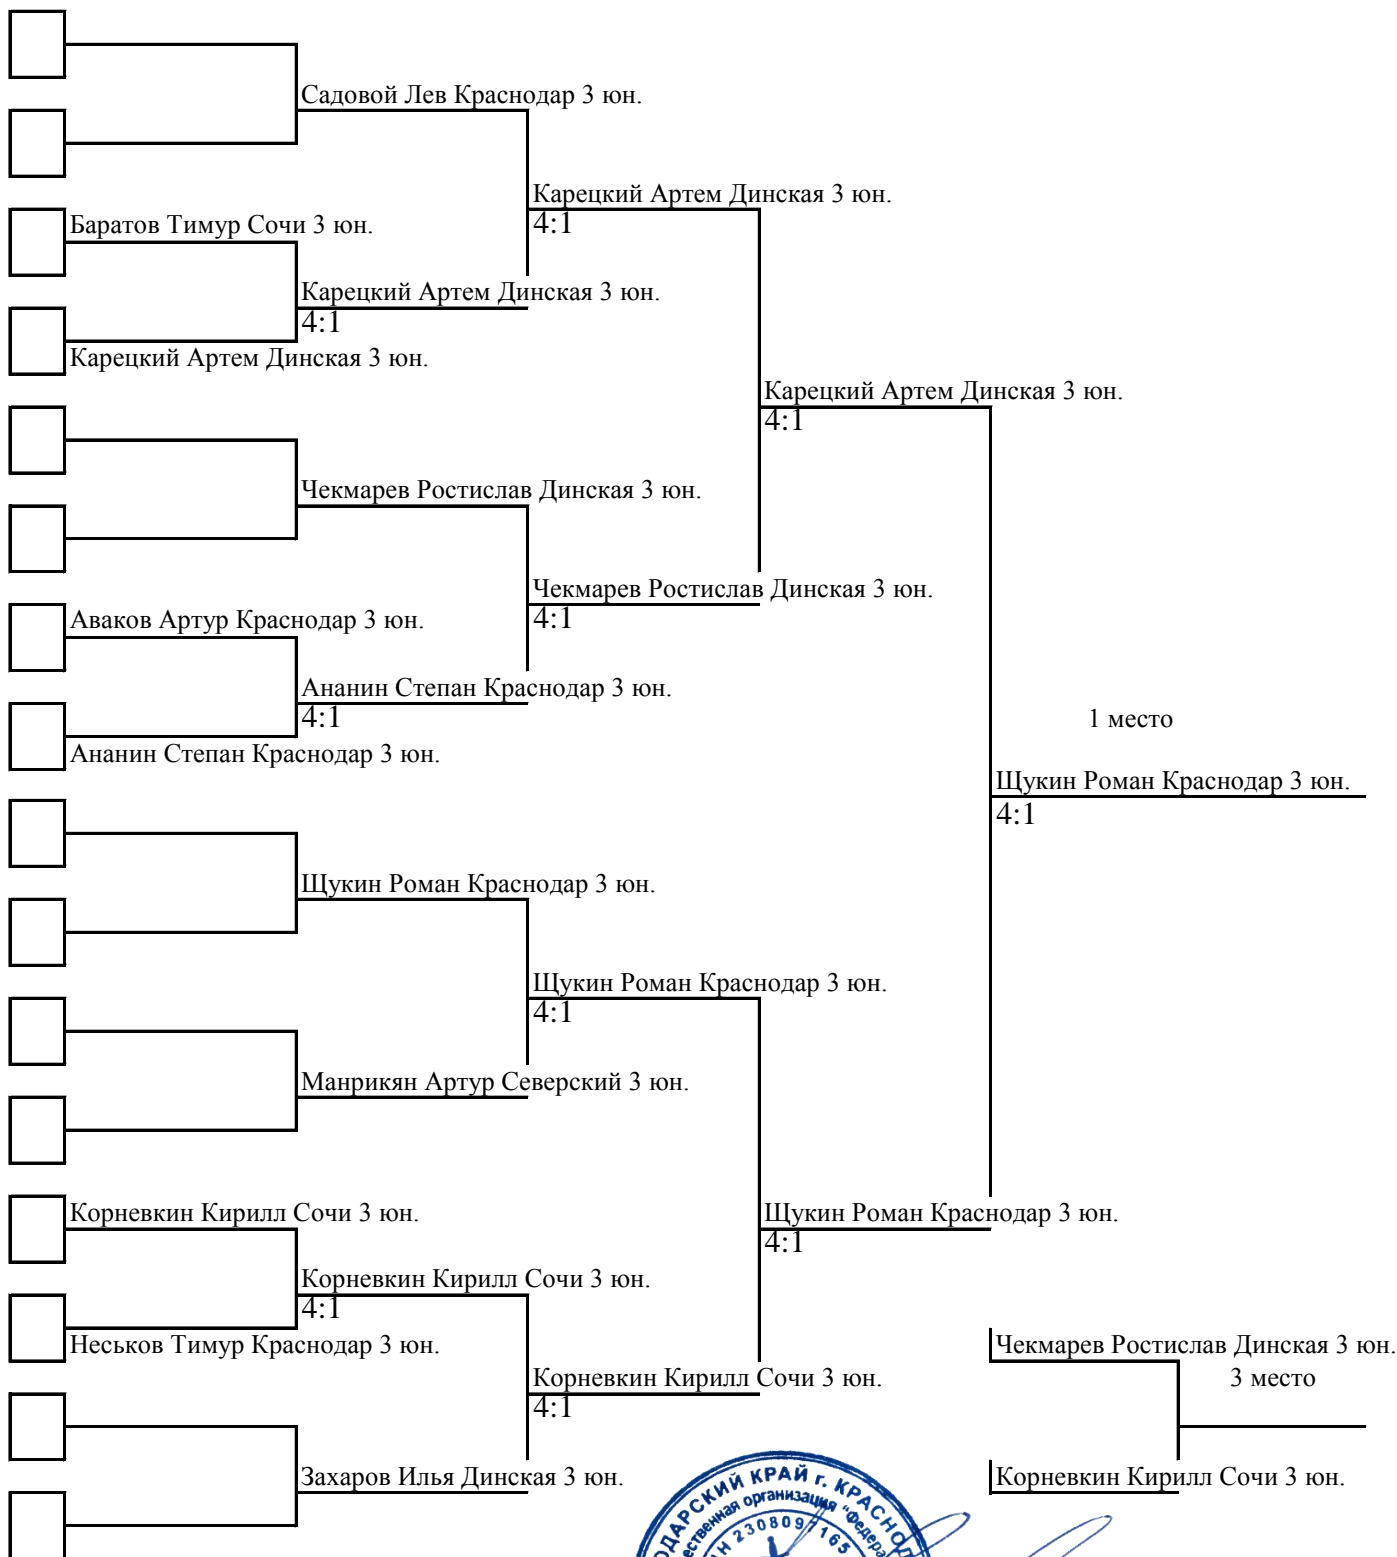 Садовой Лев Краснодар 3 юн.
Карецкий Артем Динская 3 юн.
4:1
Баратов Тимур Сочи 3 юн.
Карецкий Артем Динская 3 юн.
4:1
Карецкий Артем Динская 3 юн.
Карецкий Артем Динская 3 юн.
4:1
Чекмарев Ростислав Динская 3 юн.
Чекмарев Ростислав Динская 3 юн.
4:1
Аваков Артур Краснодар 3 юн.
Ананин Степан Краснодар 3 юн.
4:1
1 место
Ананин Степан Краснодар 3 юн.
Щукин Роман Краснодар 3 юн.
4:1
Щукин Роман Краснодар 3 юн.
Щукин Роман Краснодар 3 юн.
4:1
Манрикян Артур Северский 3 юн.
Корневкин Кирилл Сочи 3 юн.
Щукин Роман Краснодар 3 юн.
4:1
Корневкин Кирилл Сочи 3 юн.
4:1
Неськов Тимур Краснодар 3 юн.
Чекмарев Ростислав Динская 3 юн.
Корневкин Кирилл Сочи 3 юн.
4:1
3 место
Захаров Илья Динская 3 юн.
Корневкин Кирилл Сочи 3 юн.
КРАЙ г.
организация
2308097165